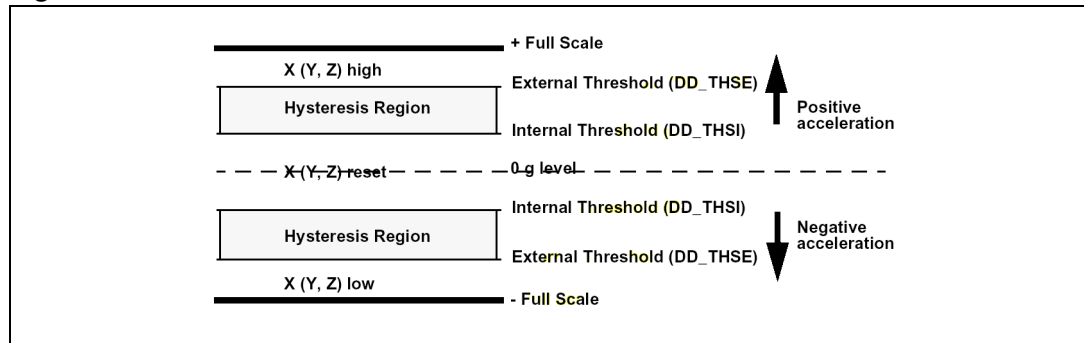 + Full Scale
X (Y, Z) high
External Threshold (DD_THSE)
Hysteresis Region
Positive
acceleration
Internal Threshold (DD_THSI)
X (Y, Z) reset
0 g level
Internal Threshold (DD_THSI)
Hysteresis Region
Negative
acceleration
External Threshold (DD_THSE)
X (Y, Z) low
- Full Scale